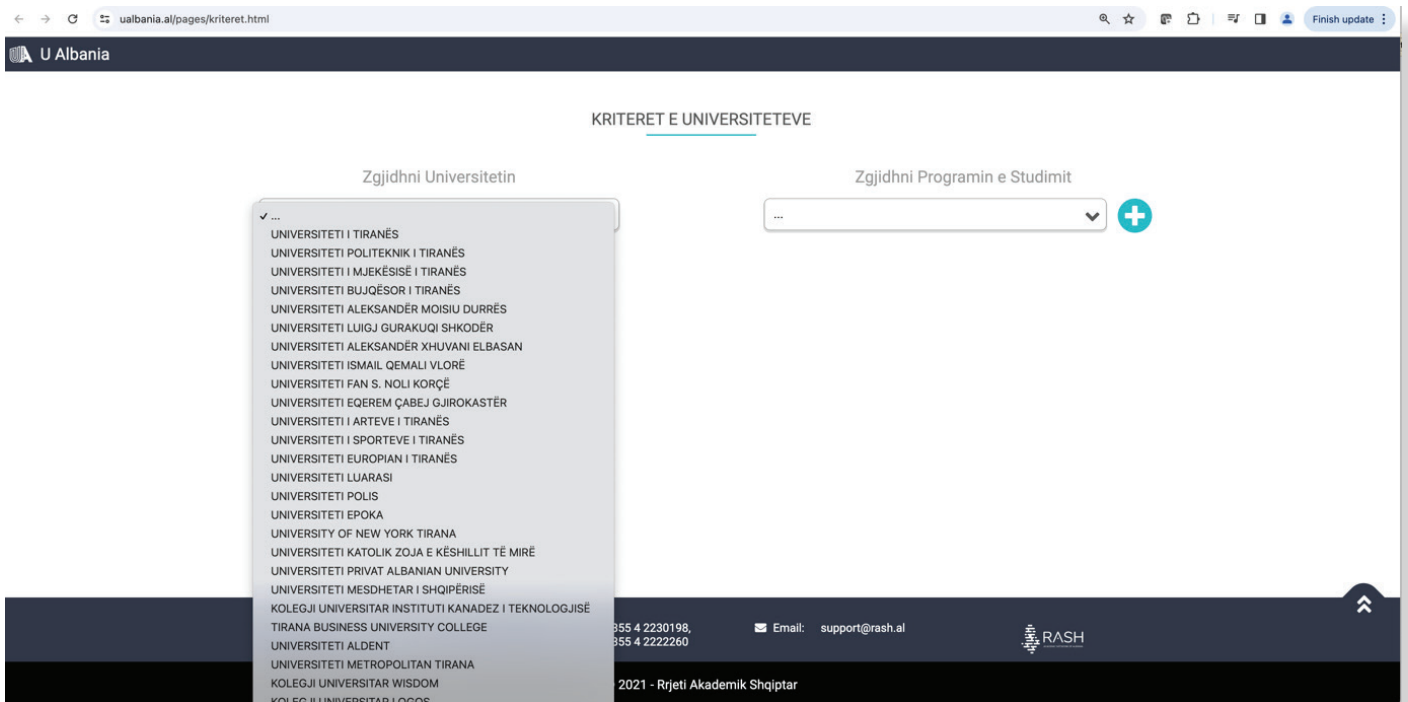 ualbania.al/pages/kriteret.html
Finish update
U Albania
KRITERET E UNIVERSITETEVE
Zgjidhni Universitetin
Zgjidhni Programin e Studimit
...
...
UNIVERSITETI I TIRANËS
UNIVERSITETI POLITEKNIK I TIRANËS
UNIVERSITETI I MJEKËSISË I TIRANËS
UNIVERSITETI BUJQËSOR I TIRANËS
UNIVERSITETI ALEKSANDËR MOISIU DURRËS
UNIVERSITETI LUIGJ GURAKUQI SHKODËR
UNIVERSITETI ALEKSANDËR XHUVANI ELBASAN
UNIVERSITETI ISMAIL QEMALI VLORË
UNIVERSITETI FAN S. NOLI KORÇË
UNIVERSITETI EQEREM ÇABEJ GJIROKASTËR
UNIVERSITETI I ARTEVE I TIRANËS
UNIVERSITETI I SPORTEVE I TIRANËS
UNIVERSITETI EUROPIAN I TIRANËS
UNIVERSITETI LUARASI
UNIVERSITETI POLIS
UNIVERSITETI EPOKA
UNIVERSITY OF NEW YORK TIRANA
UNIVERSITETI KATOLIK ZOJA E KËSHILLIT TË MIRË
UNIVERSITETI PRIVAT ALBANIAN UNIVERSITY
UNIVERSITETI MESDHETAR I SHQIPËRISË
KOLEGJI UNIVERSITAR INSTITUTI KANADEZ I TEKNOLOGJISË
TIRANA BUSINESS UNIVERSITY COLLEGE
UNIVERSITETI ALDENT
UNIVERSITETI METROPOLITAN TIRANA
KOLEGJI UNIVERSITAR WISDOM
KOLEGJI UNIVERSITAR LOGOS
355 4 2230198,
355 4 2222260
Email: support@rash.al
RASH
2021 - Rrjeti Akademik Shqiptar